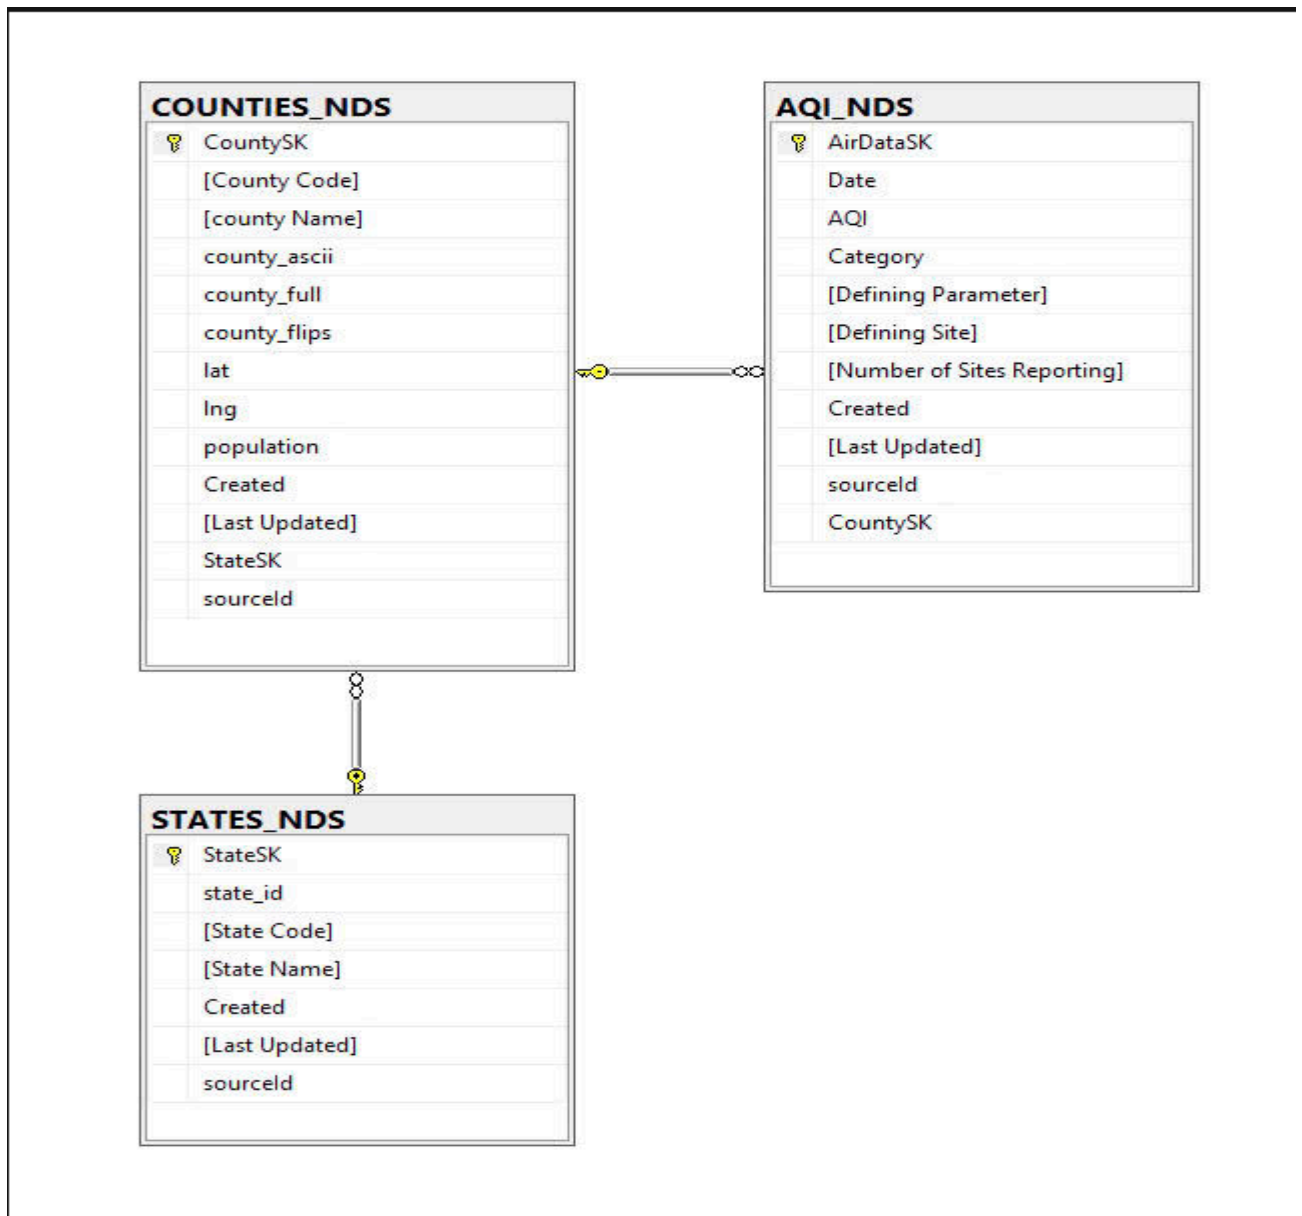 COUNTIES_NDS
CountySK
[County Code]
[county Name]
county_ascii
county_full
county_flips
lat
lng
population
Created
[Last Updated]
StateSK
sourceId
AQI_NDS
AirDataSK
Date
AQI
Category
[Defining Parameter]
[Defining Site]
[Number of Sites Reporting]
Created
[Last Updated]
sourceId
CountySK
STATES_NDS
StateSK
state_id
[State Code]
[State Name]
Created
[Last Updated]
sourceId